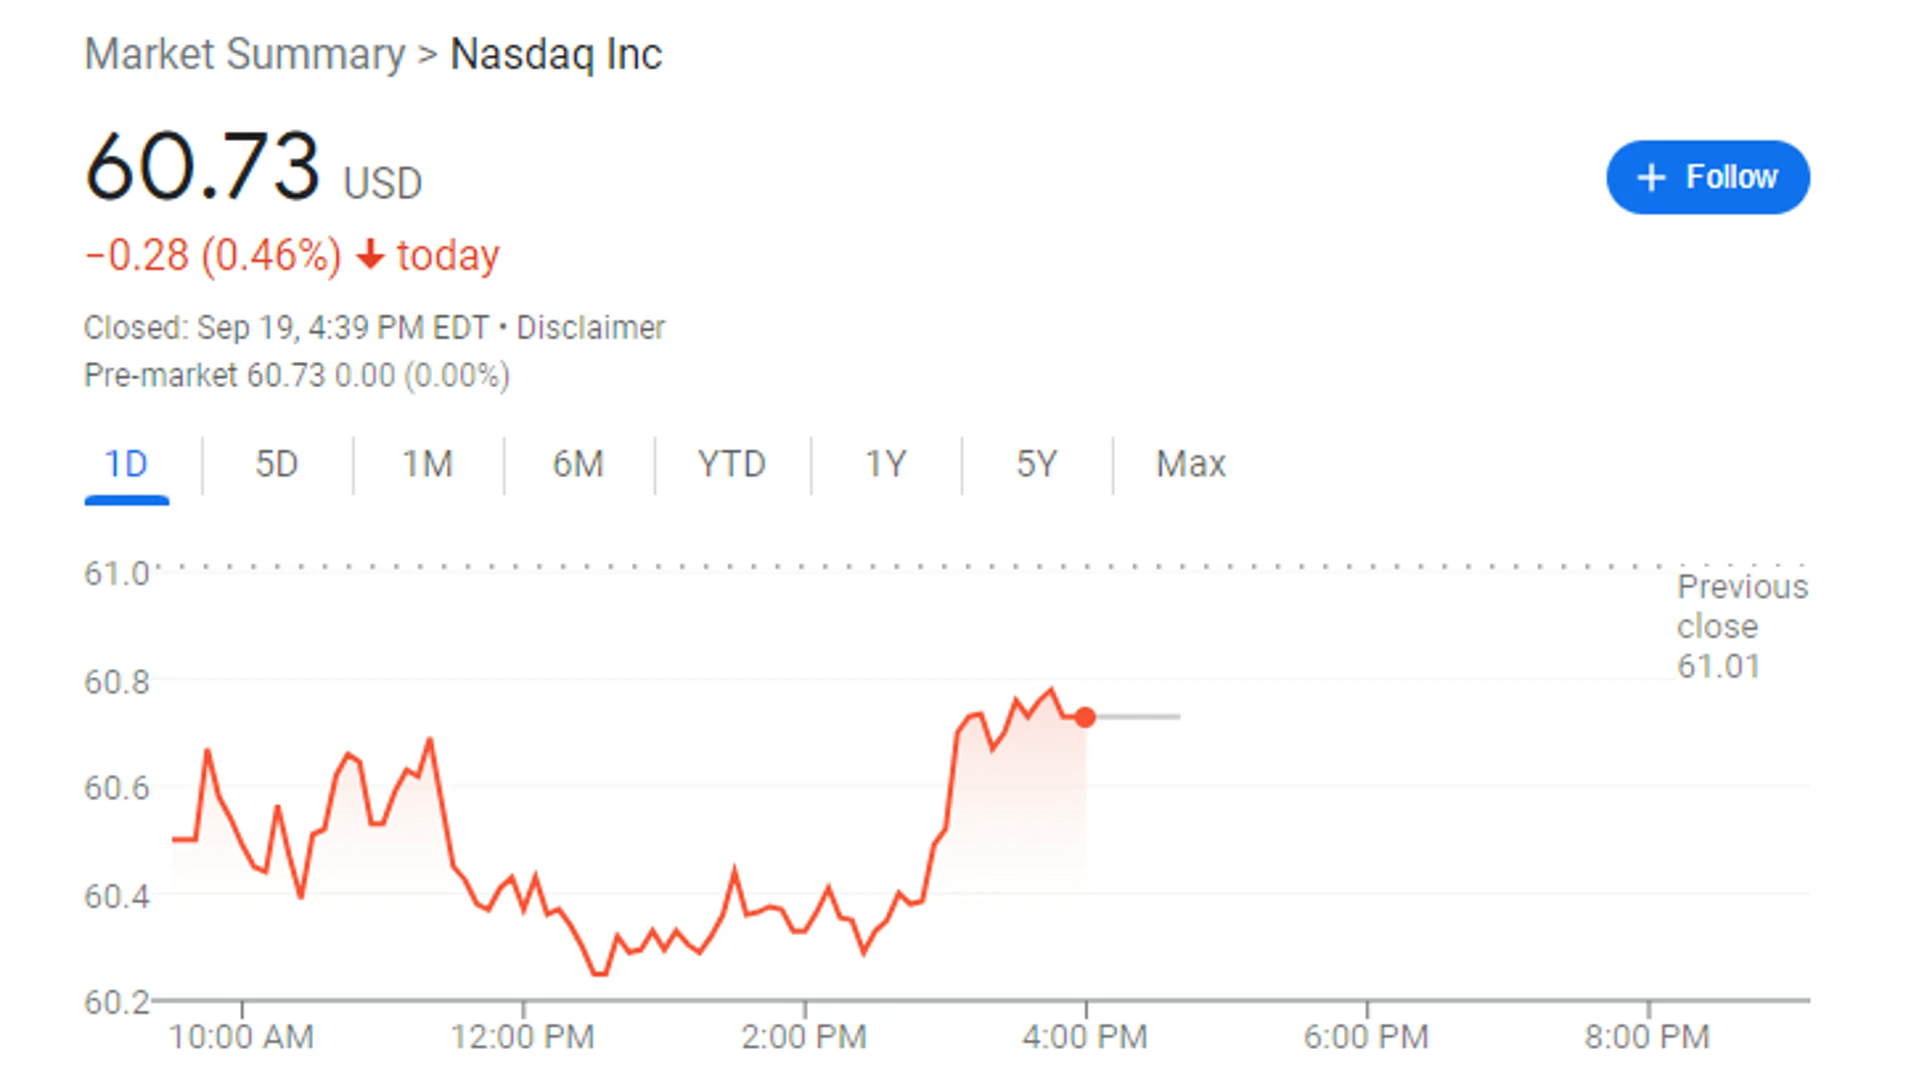 Market Summary > Nasdaq Inc
60.73 USD
+ Follow
−0.28 (0.46%) ↓ today
Closed: Sep 19, 4:39 PM EDT • Disclaimer
Pre-market 60.73 0.00 (0.00%)
1D 5D 1M 6M YTD 1Y 5Y Max
61.0
Previous
close
61.01
60.8
60.6
60.4
60.2
10:00 AM 12:00 PM 2:00 PM 4:00 PM 6:00 PM 8:00 PM